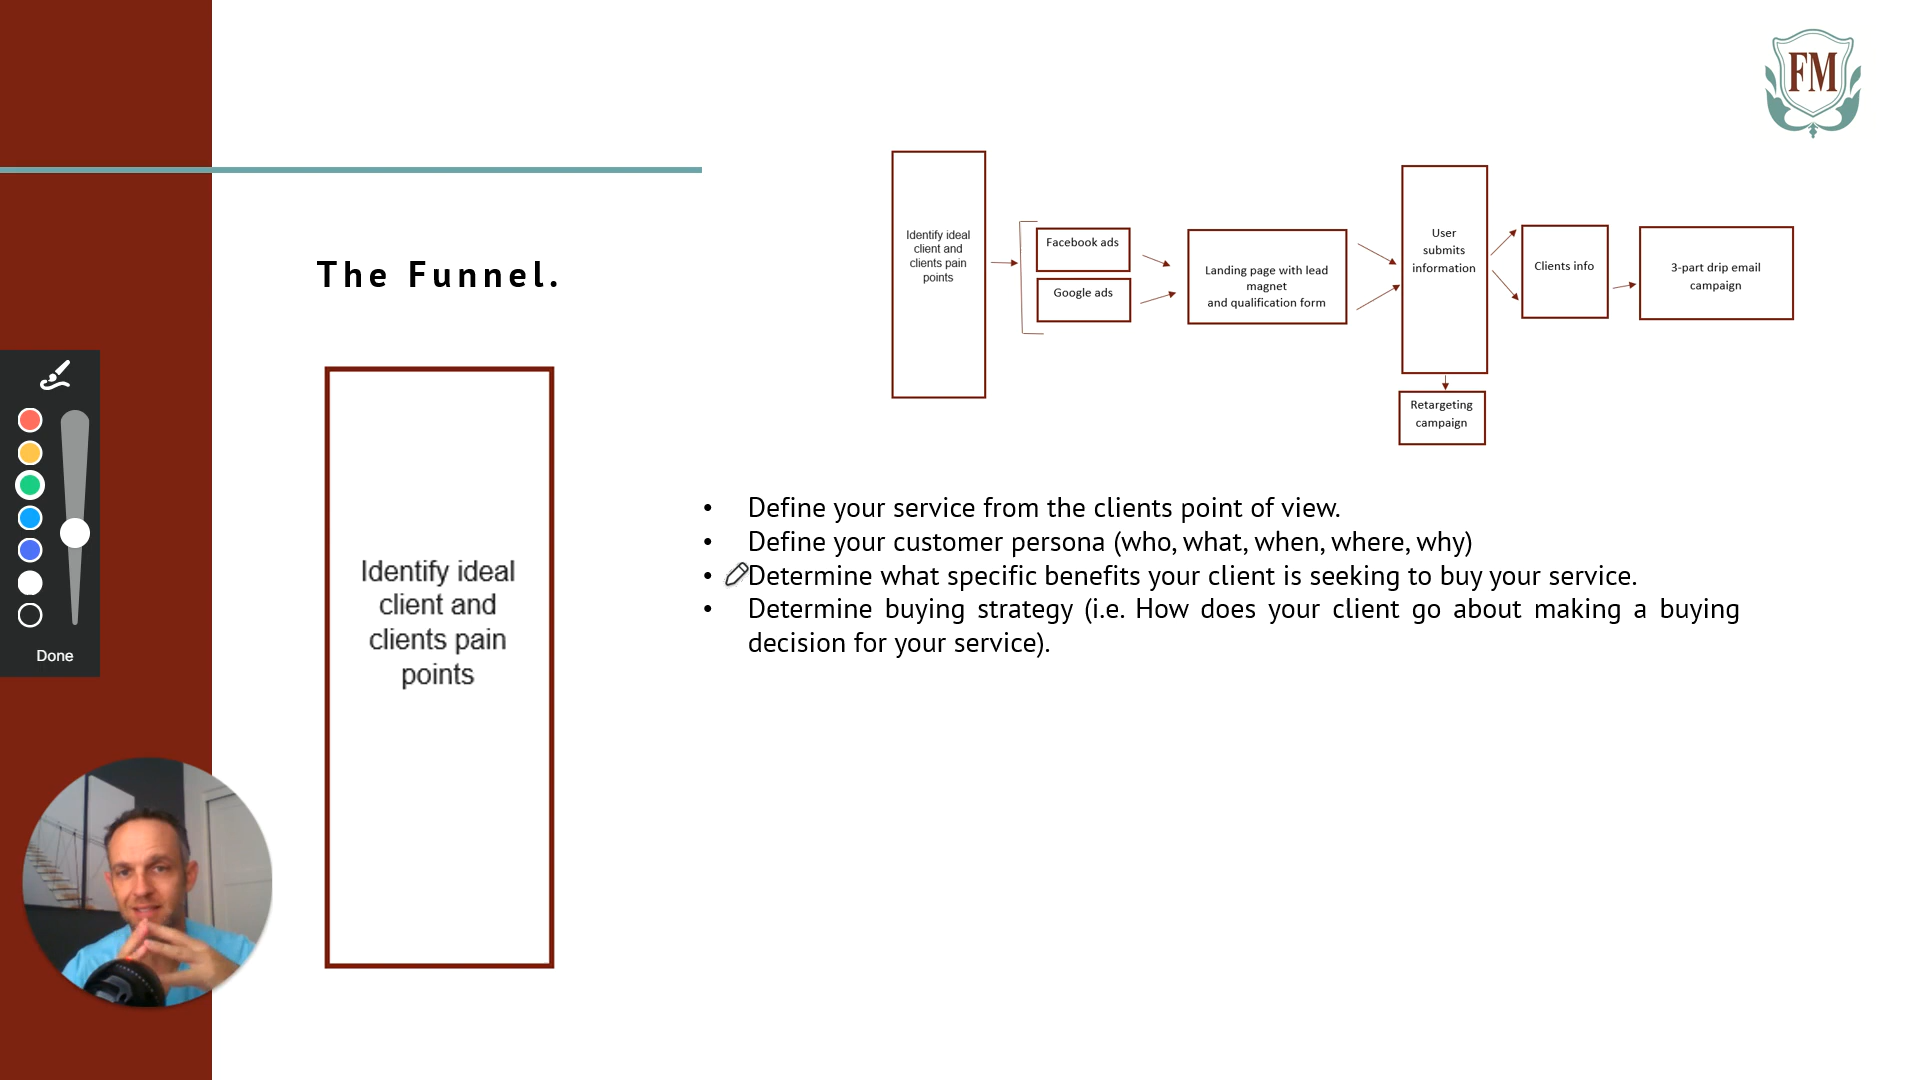 FM
The Funnel.
Identify ideal
client and
clients pain
points
Facebook ads
Google ads
Landing page with lead
magnet
and qualification form
User
submits
information
Clients info
3-part drip email
campaign
Retargeting
campaign
Done
Identify ideal
client and
clients pain
points
• Define your service from the clients point of view.
• Define your customer persona (who, what, when, where, why)
• Determine what specific benefits your client is seeking to buy your service.
• Determine buying strategy (i.e. How does your client go about making a buying
decision for your service).